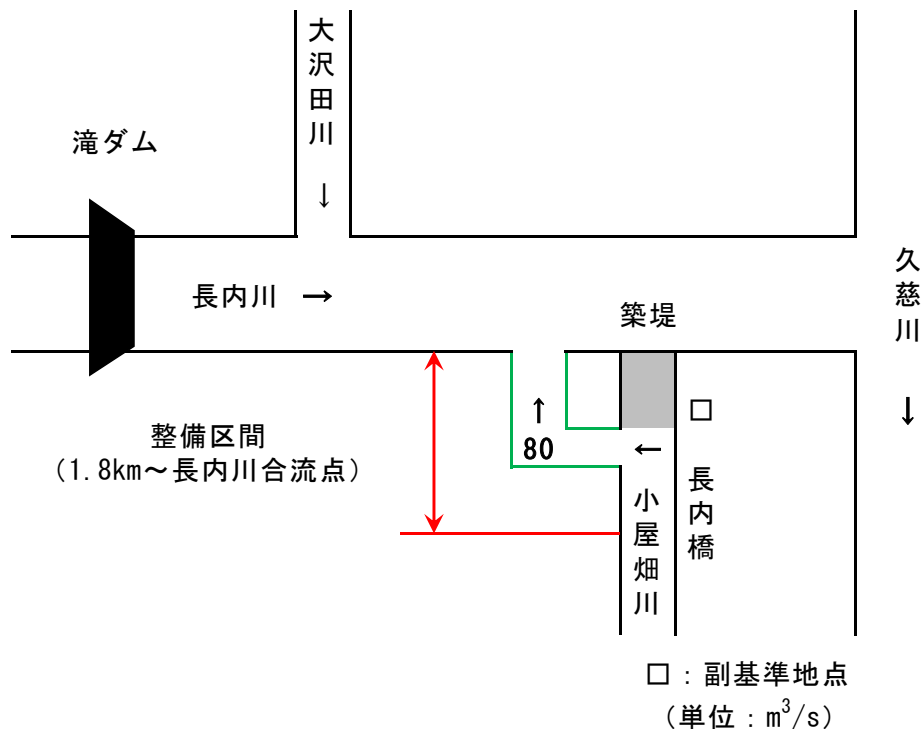 大沢田川
↓
滝ダム
長内川 →
築堤
久慈川
↓
↑
80
←
整備区間
(1.8km～長内川合流点)
小屋畑川
□
長内橋
□：副基準地点
(単位：m³/s)